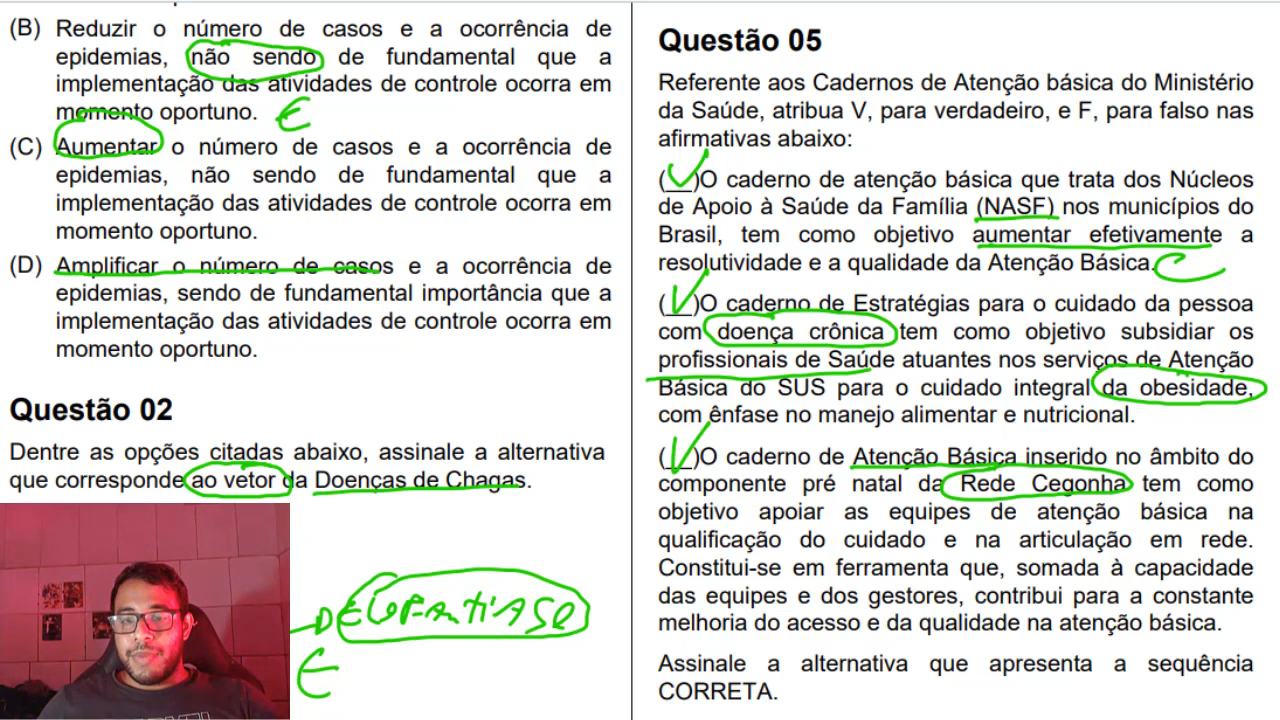 (B) Reduzir o número de casos e a ocorrência de
epidemias, não sendo de fundamental que a
implementação das atividades de controle ocorra em
momento oportuno. E
(C) Aumentar o número de casos e a ocorrência de
epidemias, não sendo de fundamental que a
implementação das atividades de controle ocorra em
momento oportuno.
(D) Amplificar o número de casos e a ocorrência de
epidemias, sendo de fundamental importância que a
implementação das atividades de controle ocorra em
momento oportuno.
Questão 02
Dentre as opções citadas abaixo, assinale a alternativa
que corresponde ao vetor da Doenças de Chagas.
E
Questão 05
Referente aos Cadernos de Atenção básica do Ministério
da Saúde, atribua V, para verdadeiro, e F, para falso nas
afirmativas abaixo:
(__)O caderno de atenção básica que trata dos Núcleos
de Apoio à Saúde da Família (NASF) nos municípios do
Brasil, tem como objetivo aumentar efetivamente a
resolutividade e a qualidade da Atenção Básica. C
(__)O caderno de Estratégias para o cuidado da pessoa
com doença crônica tem como objetivo subsidiar os
profissionais de Saúde atuantes nos serviços de Atenção
Básica do SUS para o cuidado integral da obesidade,
com ênfase no manejo alimentar e nutricional.
(__)O caderno de Atenção Básica inserido no âmbito do
componente pré natal da Rede Cegonha tem como
objetivo apoiar as equipes de atenção básica na
qualificação do cuidado e na articulação em rede.
Constitui-se em ferramenta que, somada à capacidade
das equipes e dos gestores, contribui para a constante
melhoria do acesso e da qualidade na atenção básica.
Assinale a alternativa que apresenta a sequência
CORRETA.